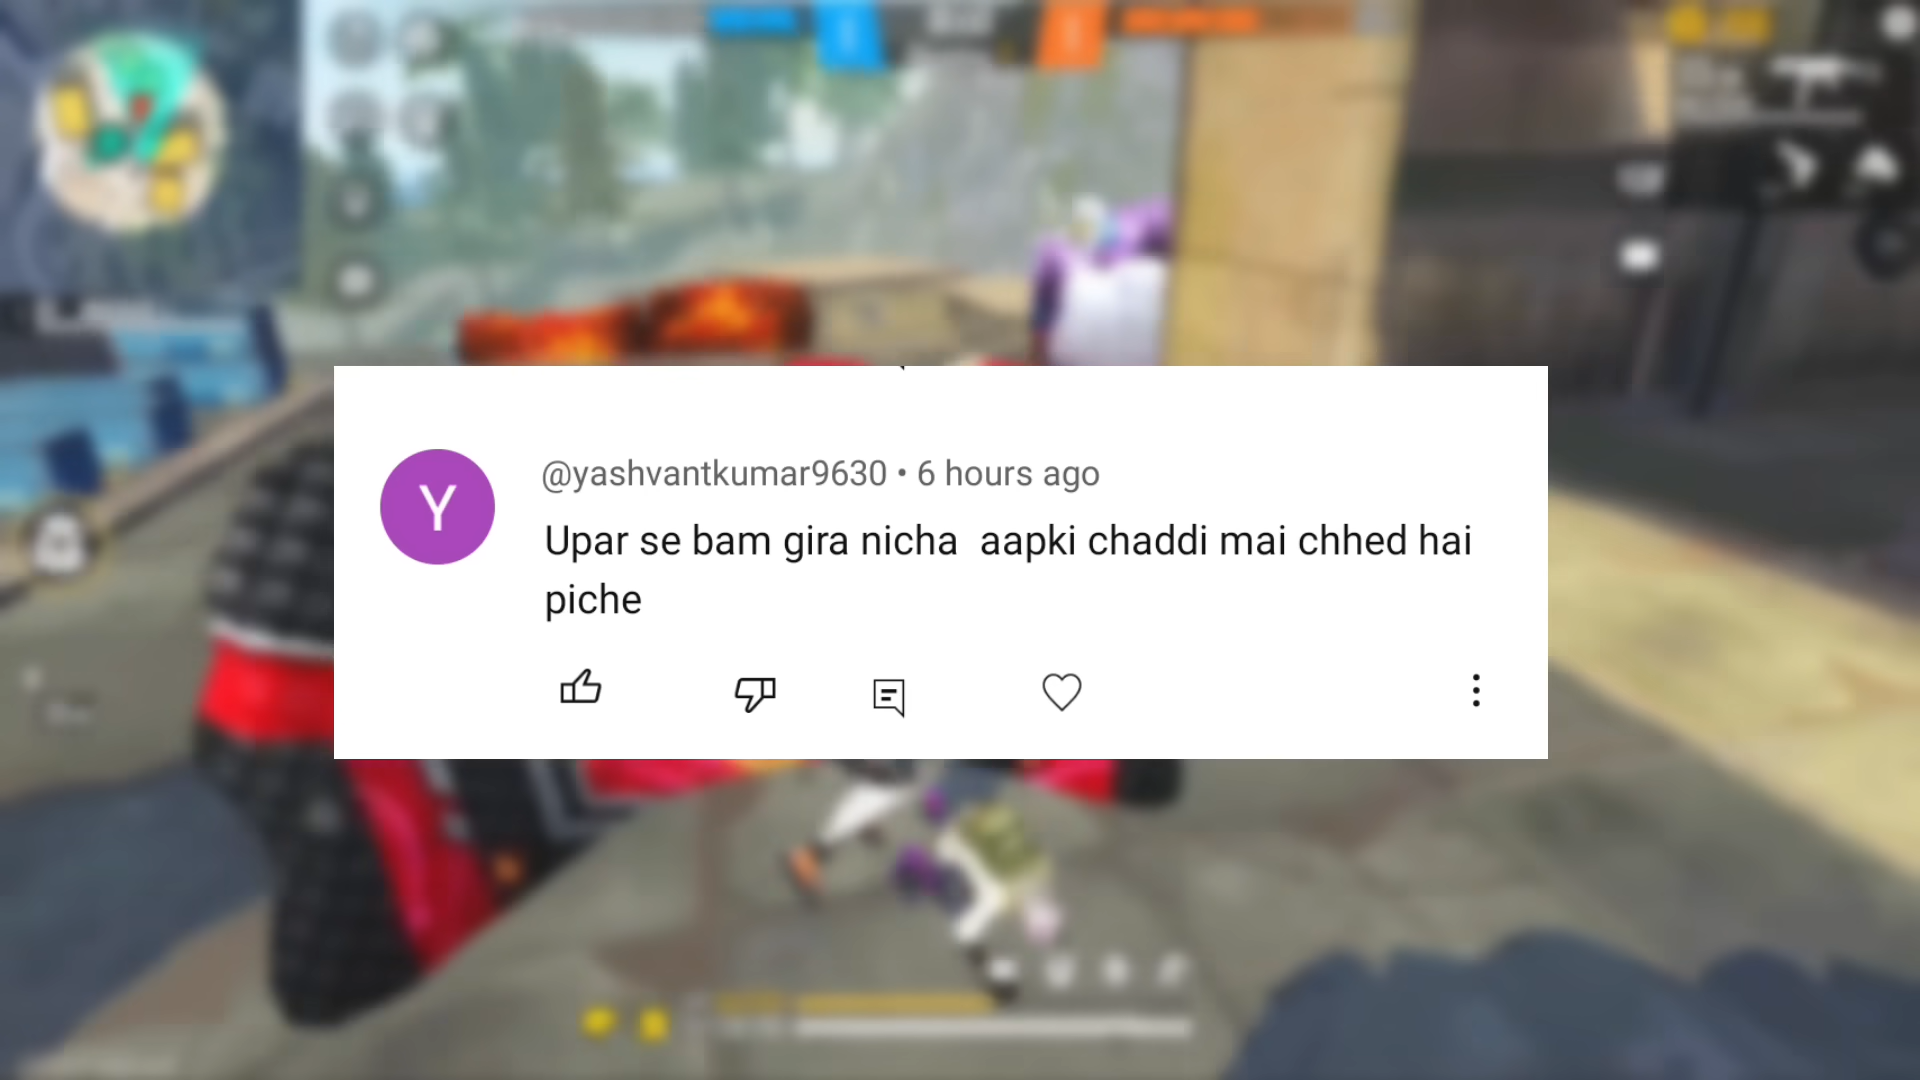 @yashvantkumar9630 • 6 hours ago
Upar se bam gira nicha  aapki chaddi mai chhed hai
piche